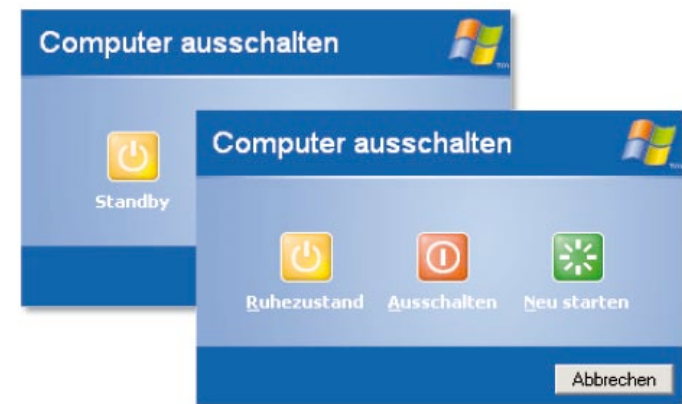 Computer ausschalten
Standby
Computer ausschalten
Ruhezustand Ausschalten Neu starten
Abbrechen